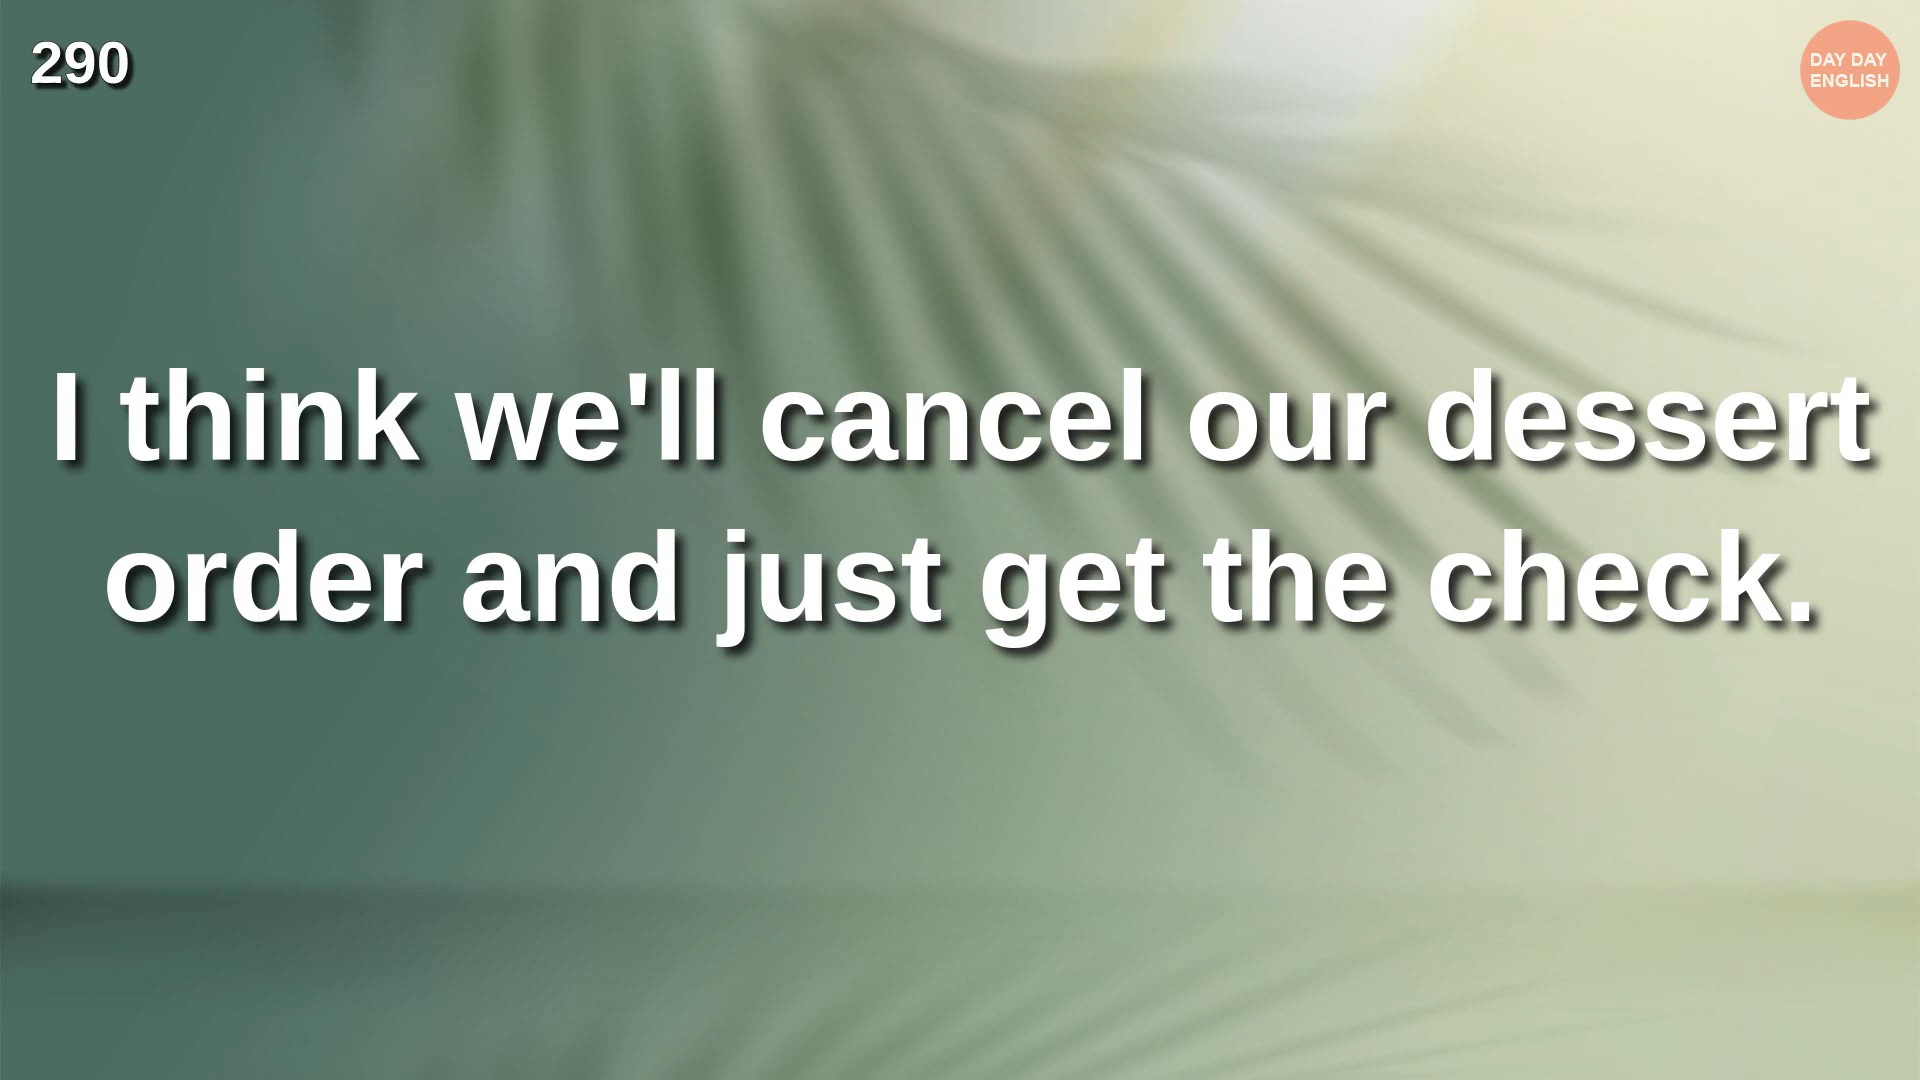 290
DAY DAY
ENGLISH
I think we'll cancel our dessert
order and just get the check.